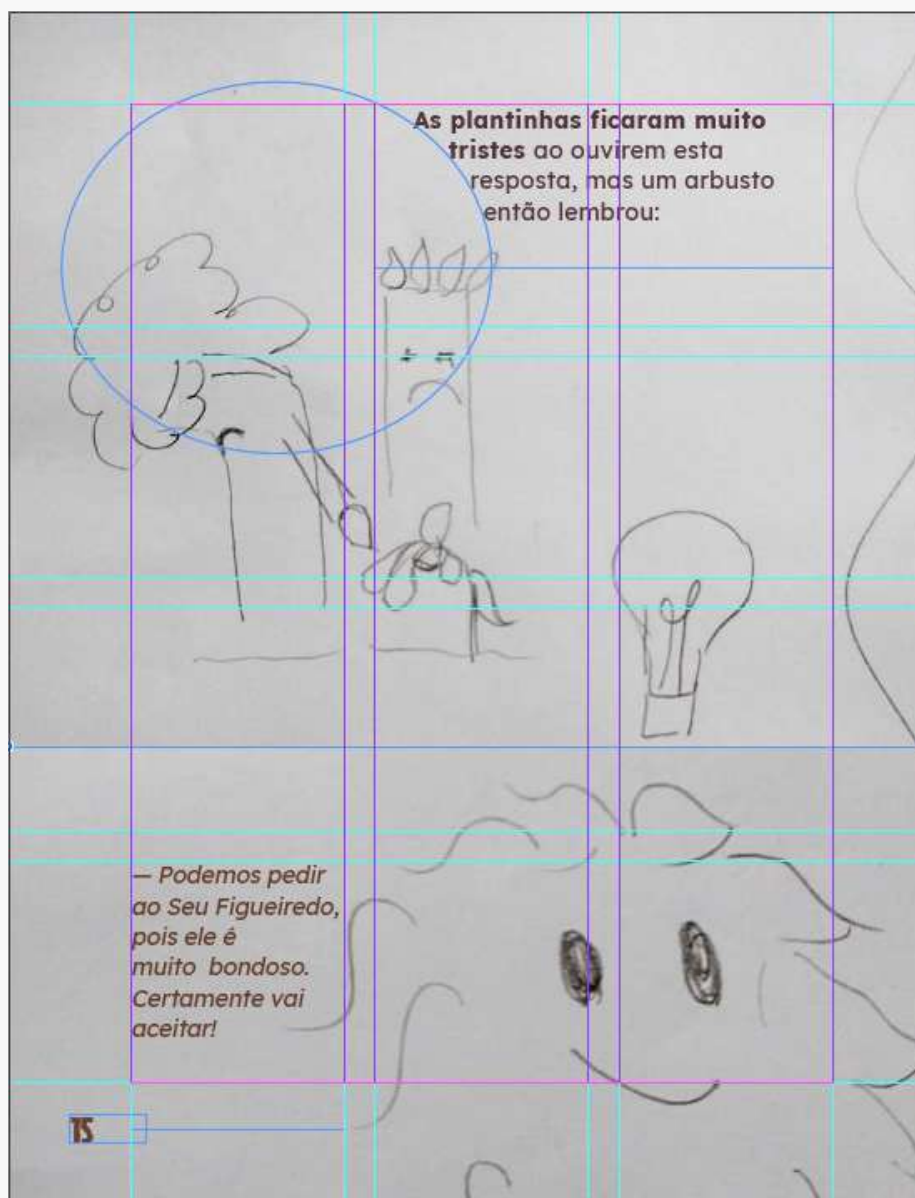 As plantinhas ficaram muito
tristes ao ouvirem esta
resposta, mas um arbusto
então lembrou:
— Podemos pedir
ao Seu Figueiredo,
pois ele é
muito  bondoso.
Certamente vai
aceitar!
15